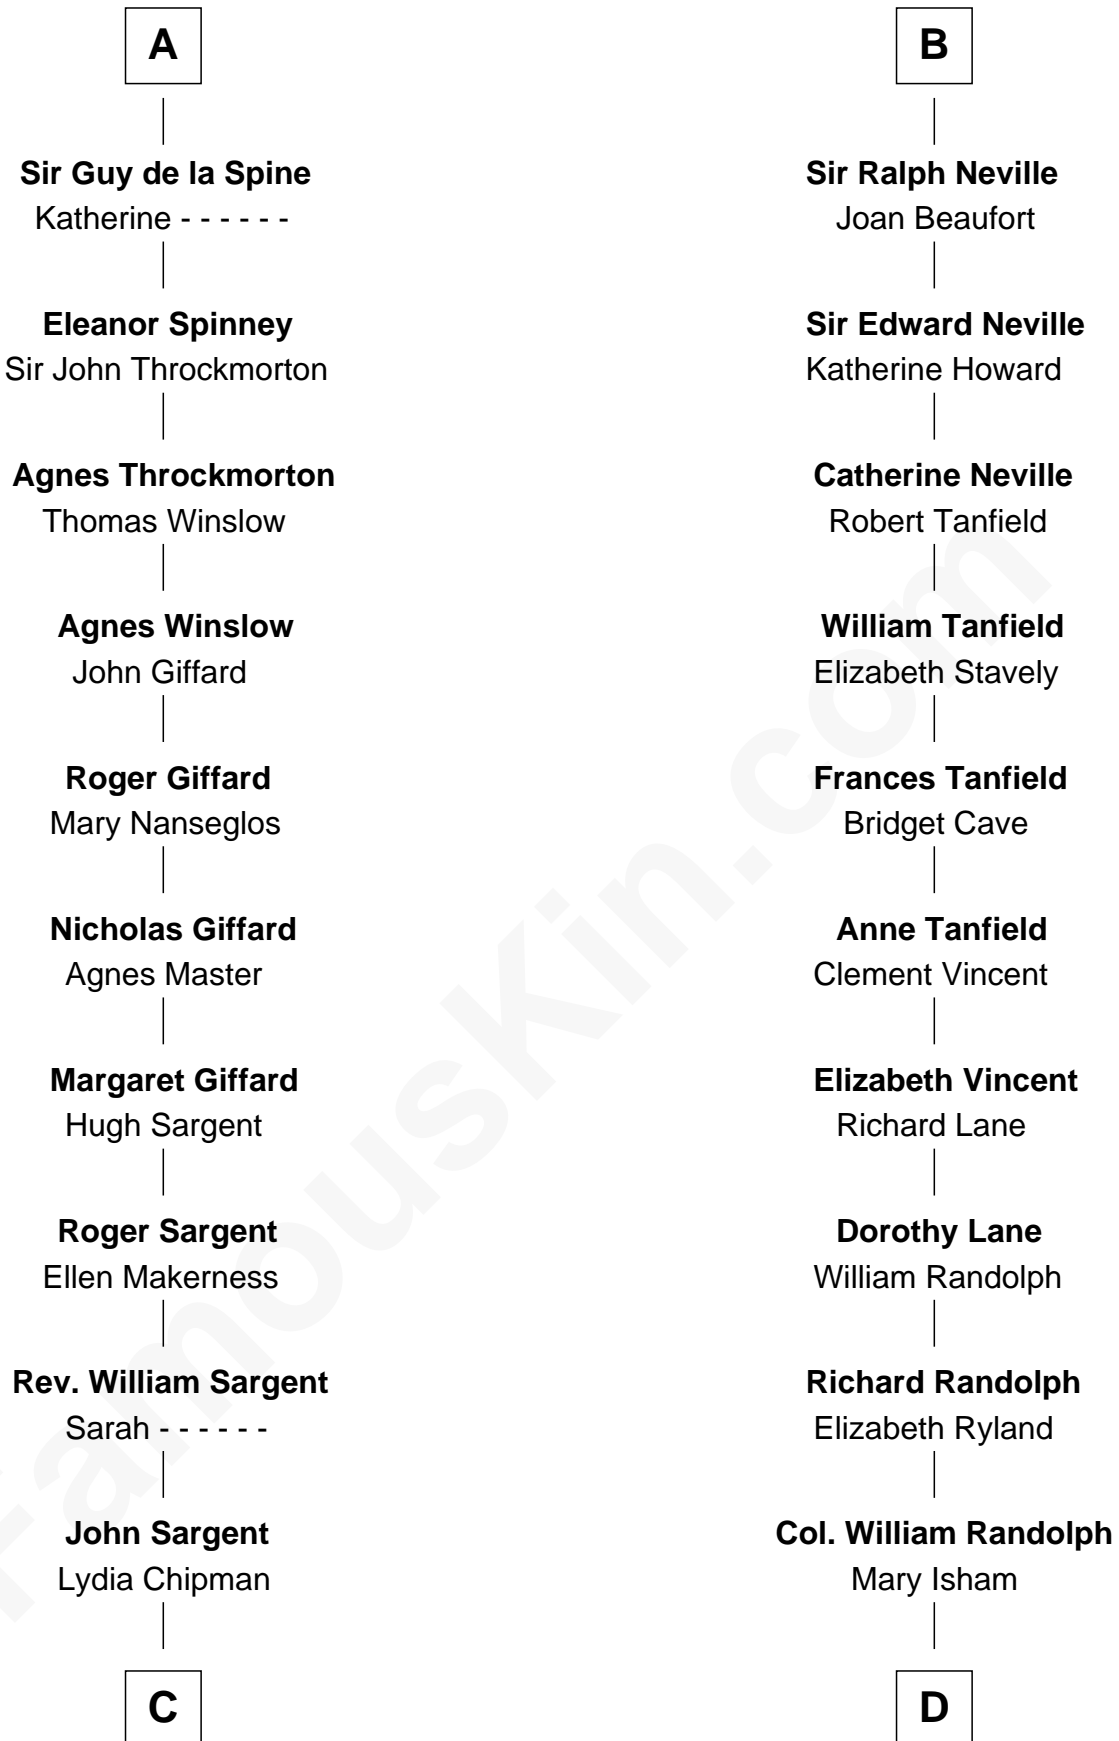 A
Sir Guy de la Spine
Katherine - - - - - -
Eleanor Spinney
Sir John Throckmorton
Agnes Throckmorton
Thomas Winslow
Agnes Winslow
John Giffard
Roger Giffard
Mary Nanseglos
Nicholas Giffard
Agnes Master
Margaret Giffard
Hugh Sargent
Roger Sargent
Ellen Makerness
Rev. William Sargent
Sarah - - - - - -
John Sargent
Lydia Chipman
C
B
Sir Ralph Neville
Joan Beaufort
Sir Edward Neville
Katherine Howard
Catherine Neville
Robert Tanfield
William Tanfield
Elizabeth Stavely
Frances Tanfield
Bridget Cave
Anne Tanfield
Clement Vincent
Elizabeth Vincent
Richard Lane
Dorothy Lane
William Randolph
Richard Randolph
Elizabeth Ryland
Col. William Randolph
Mary Isham
D
FamousKin.com